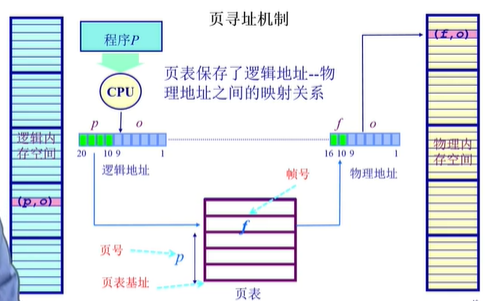 页寻址机制
程序P
CPU
页表保存了逻辑地址--物
理地址之间的映射关系
(f,o)
p o
f o
逻辑内
存空间
物理内
存空间
20 10 9 1
16 10 9 1
逻辑地址
物理地址
帧号
(p,o)
f
页号
p
页表基址
页表